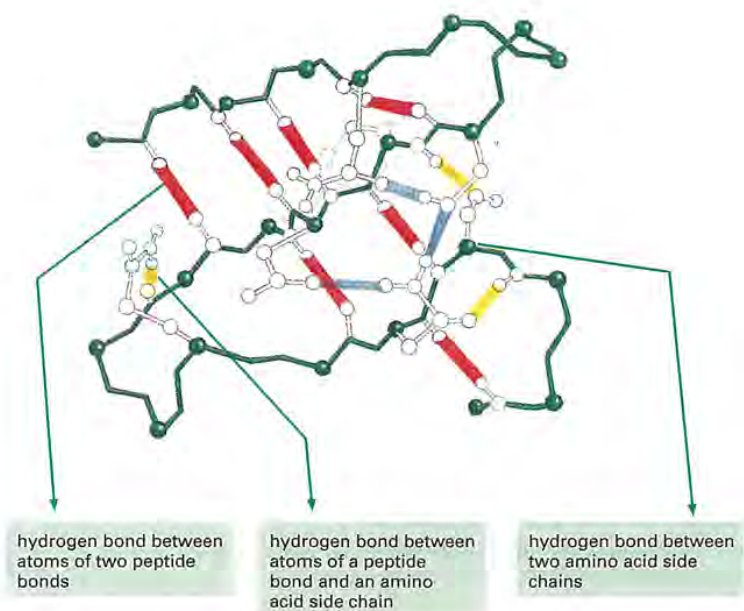 hydrogen bond between
atoms of two peptide
bonds
hydrogen bond between
atoms of a peptide
bond and an amino
acid side chain
hydrogen bond between
two amino acid side
chains